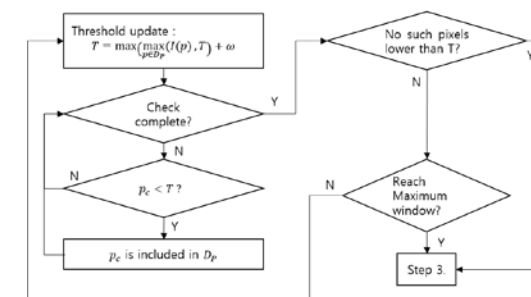 Threshold update :
T = max(max(I(p), T) + ω
p∈D_P
No such pixels
lower than T?
Check
complete?
Y
Y
N
N
N
p_c < T ?
N
Reach
Maximum
window?
Y
Y
p_c is included in D_P
Step 3.